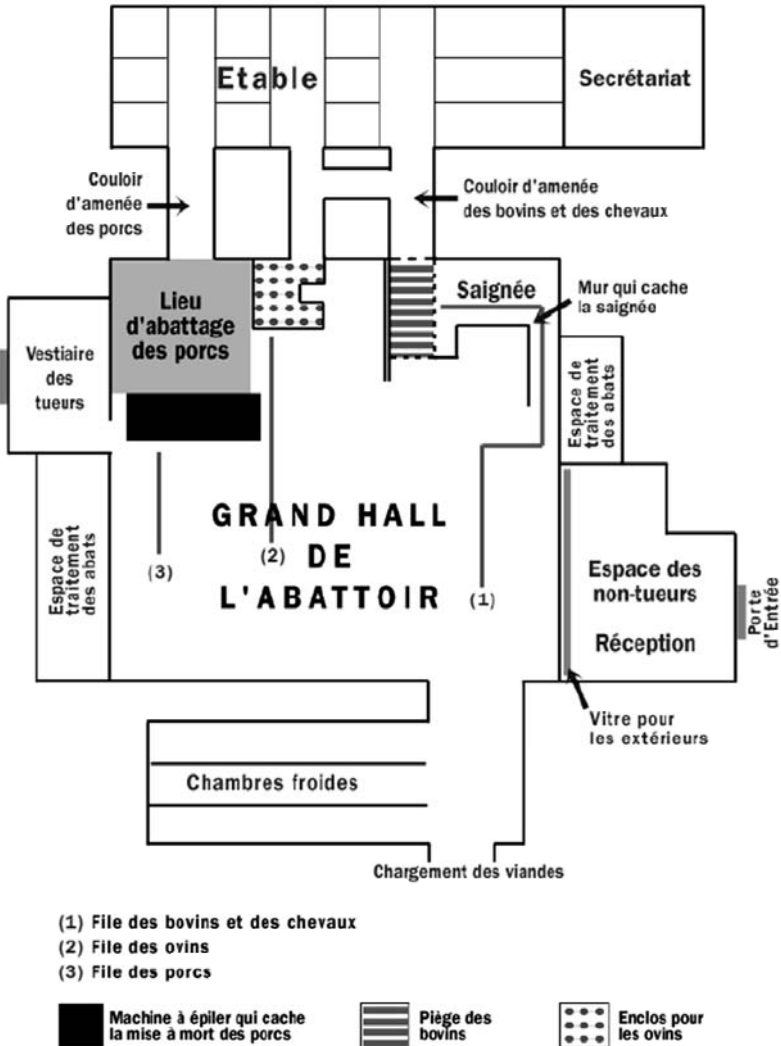 Etable
Secrétariat
Couloir
d'amenée
des porcs
Couloir d'amenée
des bovins et des chevaux
Lieu
d'abattage
des porcs
Saignée
Mur qui cache
la saignée
Vestiaire
des
tueurs
Espace de
traitement
des abats
Espace de
traitement
des abats
GRAND HALL
DE
L'ABATTOIR
(3)
(2)
(1)
Espace des
non-tueurs
Réception
Porte
d'Entrée
Vitre pour
les extérieurs
Chambres froides
Chargement des viandes
(1) File des bovins et des chevaux
(2) File des ovins
(3) File des porcs
Machine à épiler qui cache
la mise à mort des porcs
Piège des
bovins
Enclos pour
les ovins